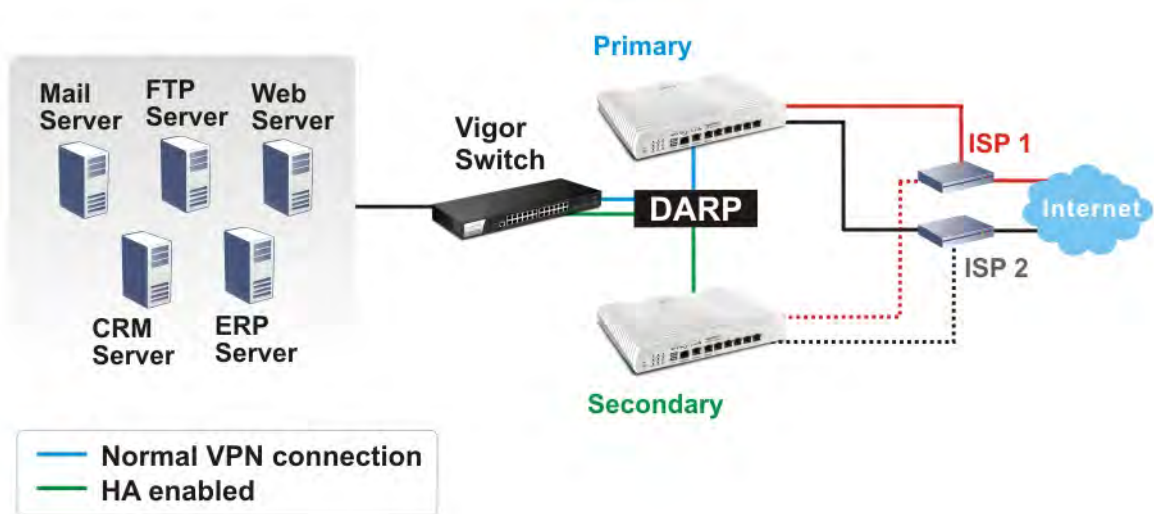 Primary
Mail
Server
FTP
Server
Web
Server
Vigor
Switch
ISP 1
DARP
Internet
ISP 2
CRM
Server
ERP
Server
Secondary
Normal VPN connection
HA enabled